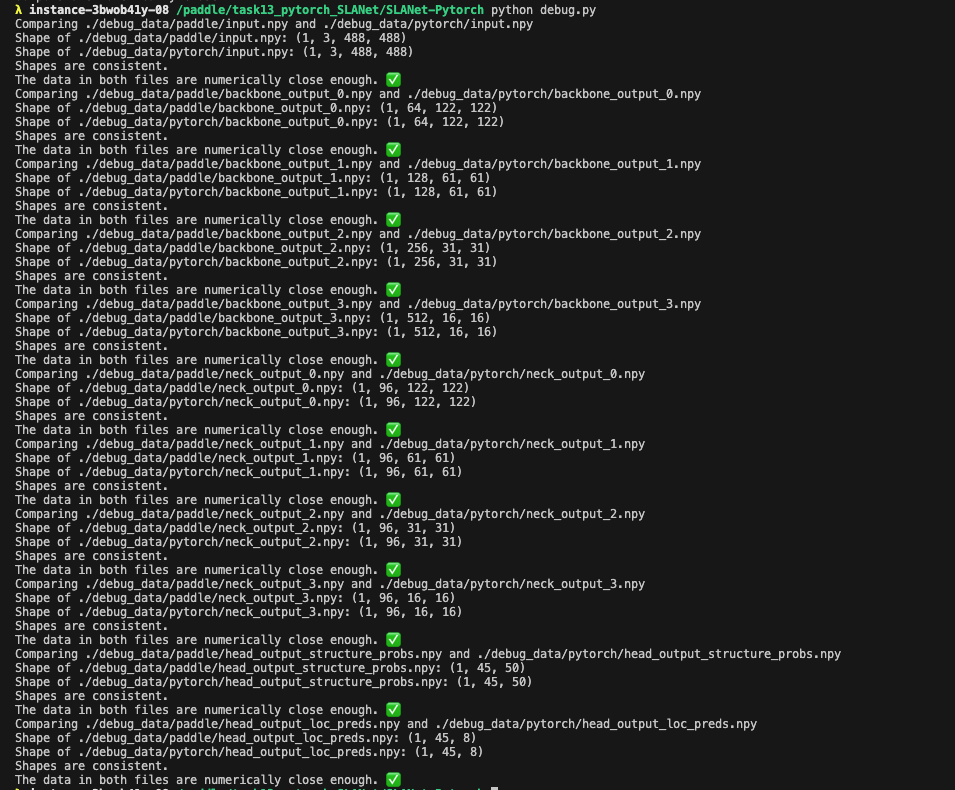 λ instance-3bwob41y-08 /paddle/task13_pytorch_SLANet/SLANet-Pytorch python debug.py
Comparing ./debug_data/paddle/input.npy and ./debug_data/pytorch/input.npy
Shape of ./debug_data/paddle/input.npy: (1, 3, 488, 488)
Shape of ./debug_data/pytorch/input.npy: (1, 3, 488, 488)
Shapes are consistent.
The data in both files are numerically close enough. ✅
Comparing ./debug_data/paddle/backbone_output_0.npy and ./debug_data/pytorch/backbone_output_0.npy
Shape of ./debug_data/paddle/backbone_output_0.npy: (1, 64, 122, 122)
Shape of ./debug_data/pytorch/backbone_output_0.npy: (1, 64, 122, 122)
Shapes are consistent.
The data in both files are numerically close enough. ✅
Comparing ./debug_data/paddle/backbone_output_1.npy and ./debug_data/pytorch/backbone_output_1.npy
Shape of ./debug_data/paddle/backbone_output_1.npy: (1, 128, 61, 61)
Shape of ./debug_data/pytorch/backbone_output_1.npy: (1, 128, 61, 61)
Shapes are consistent.
The data in both files are numerically close enough. ✅
Comparing ./debug_data/paddle/backbone_output_2.npy and ./debug_data/pytorch/backbone_output_2.npy
Shape of ./debug_data/paddle/backbone_output_2.npy: (1, 256, 31, 31)
Shape of ./debug_data/pytorch/backbone_output_2.npy: (1, 256, 31, 31)
Shapes are consistent.
The data in both files are numerically close enough. ✅
Comparing ./debug_data/paddle/backbone_output_3.npy and ./debug_data/pytorch/backbone_output_3.npy
Shape of ./debug_data/paddle/backbone_output_3.npy: (1, 512, 16, 16)
Shape of ./debug_data/pytorch/backbone_output_3.npy: (1, 512, 16, 16)
Shapes are consistent.
The data in both files are numerically close enough. ✅
Comparing ./debug_data/paddle/neck_output_0.npy and ./debug_data/pytorch/neck_output_0.npy
Shape of ./debug_data/paddle/neck_output_0.npy: (1, 96, 122, 122)
Shape of ./debug_data/pytorch/neck_output_0.npy: (1, 96, 122, 122)
Shapes are consistent.
The data in both files are numerically close enough. ✅
Comparing ./debug_data/paddle/neck_output_1.npy and ./debug_data/pytorch/neck_output_1.npy
Shape of ./debug_data/paddle/neck_output_1.npy: (1, 96, 61, 61)
Shape of ./debug_data/pytorch/neck_output_1.npy: (1, 96, 61, 61)
Shapes are consistent.
The data in both files are numerically close enough. ✅
Comparing ./debug_data/paddle/neck_output_2.npy and ./debug_data/pytorch/neck_output_2.npy
Shape of ./debug_data/paddle/neck_output_2.npy: (1, 96, 31, 31)
Shape of ./debug_data/pytorch/neck_output_2.npy: (1, 96, 31, 31)
Shapes are consistent.
The data in both files are numerically close enough. ✅
Comparing ./debug_data/paddle/neck_output_3.npy and ./debug_data/pytorch/neck_output_3.npy
Shape of ./debug_data/paddle/neck_output_3.npy: (1, 96, 16, 16)
Shape of ./debug_data/pytorch/neck_output_3.npy: (1, 96, 16, 16)
Shapes are consistent.
The data in both files are numerically close enough. ✅
Comparing ./debug_data/paddle/head_output_structure_probs.npy and ./debug_data/pytorch/head_output_structure_probs.npy
Shape of ./debug_data/paddle/head_output_structure_probs.npy: (1, 45, 50)
Shape of ./debug_data/pytorch/head_output_structure_probs.npy: (1, 45, 50)
Shapes are consistent.
The data in both files are numerically close enough. ✅
Comparing ./debug_data/paddle/head_output_loc_preds.npy and ./debug_data/pytorch/head_output_loc_preds.npy
Shape of ./debug_data/paddle/head_output_loc_preds.npy: (1, 45, 8)
Shape of ./debug_data/pytorch/head_output_loc_preds.npy: (1, 45, 8)
Shapes are consistent.
The data in both files are numerically close enough. ✅